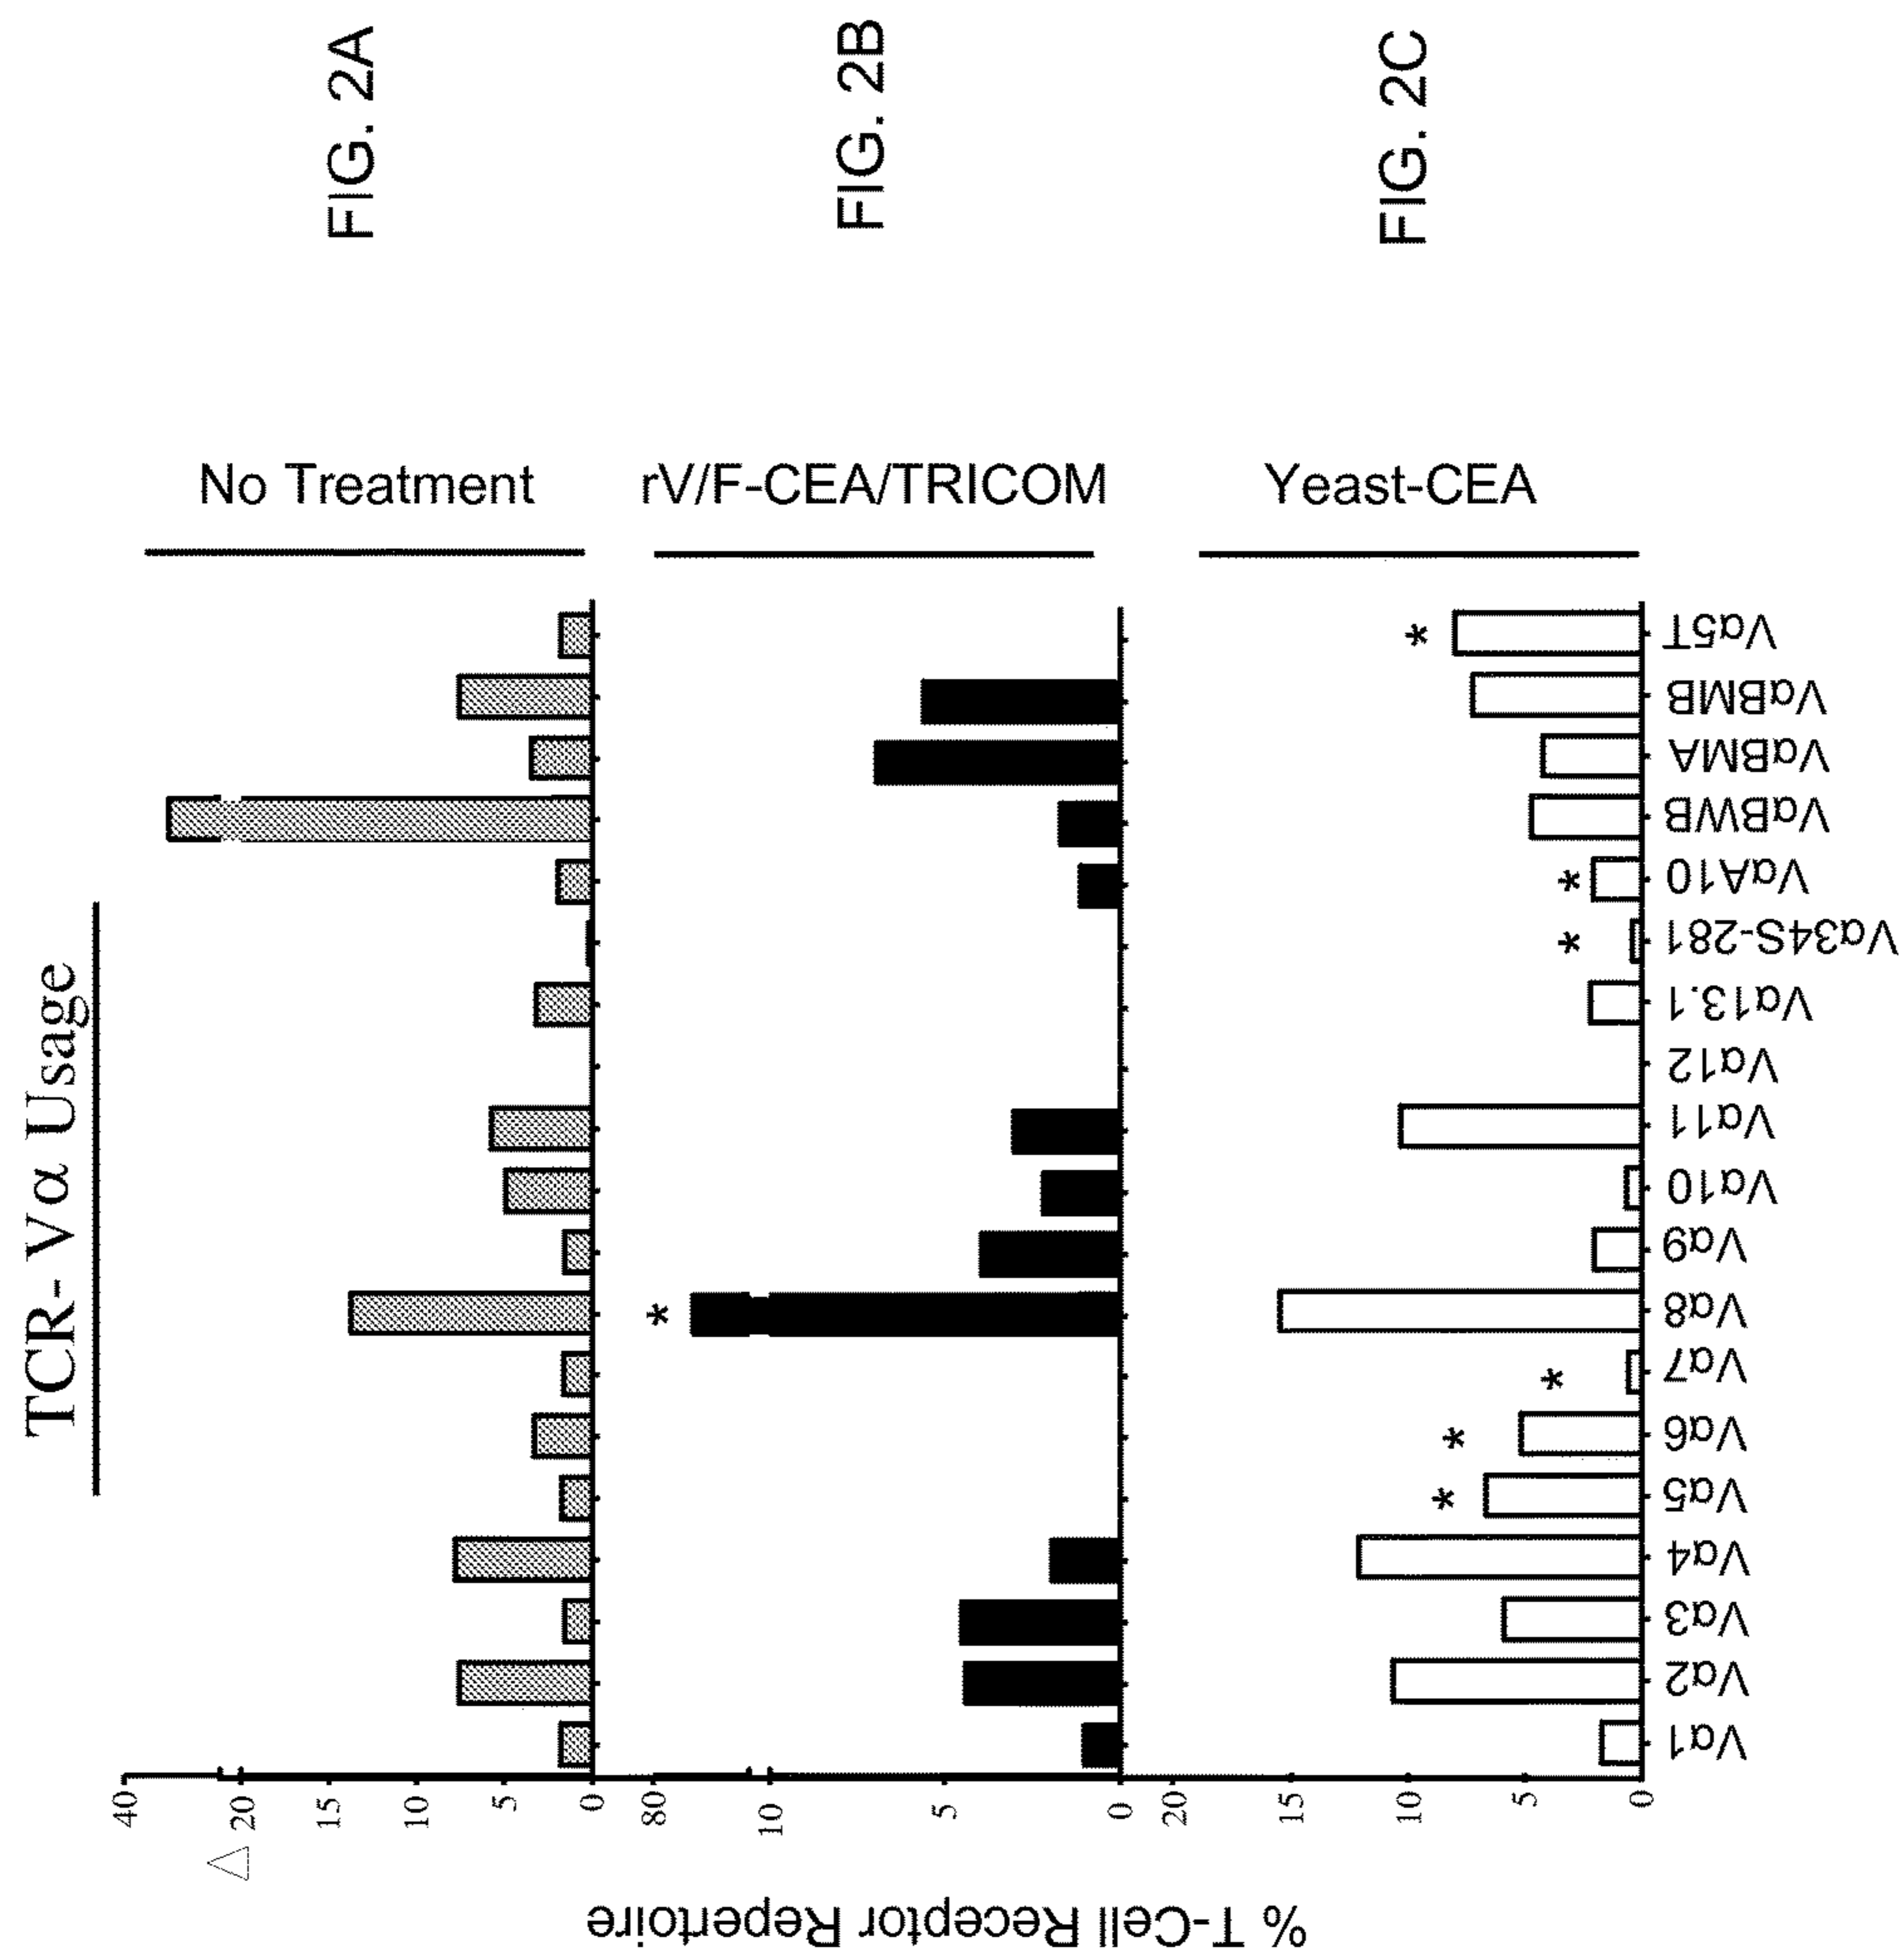 TCR- Vα Usage
% T-Cell Receptor Repertoire
40
20
15
10
5
0
No Treatment
FIG. 2A
80
10
5
0
rV/F-CEA/TRICOM
FIG. 2B
*
20
15
10
5
0
Yeast-CEA
FIG. 2C
* * * * * *
Vα1
Vα2
Vα3
Vα4
Vα5
Vα6
Vα7
Vα8
Vα9
Vα10
Vα11
Vα12
Vα13.1
Vα34S-281
VαA10
VαBWB
VαBMA
VαBMB
Vα5T